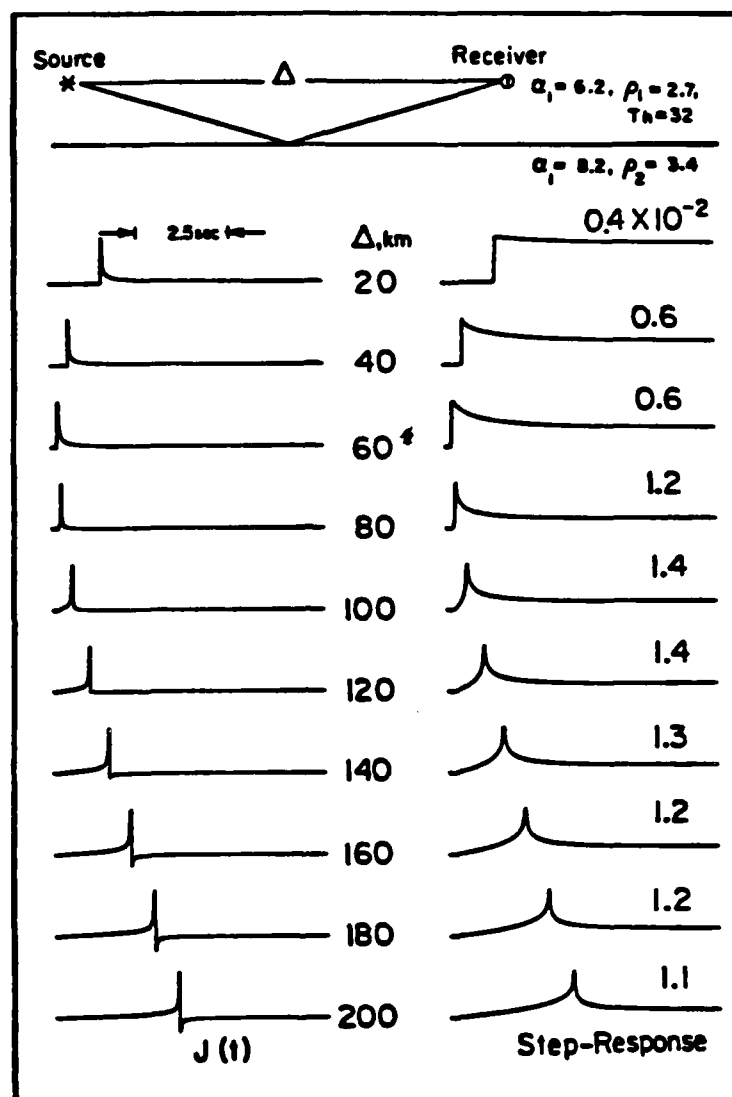 Source Δ Receiver
α₁ = 6.2, ρ₁ = 2.7,
Th = 32
α₁ = 8.2, ρ₂ = 3.4
2.5 sec Δ, km 0.4 X 10⁻²
20
40 0.6
60 0.6
80 1.2
100 1.4
120 1.4
140 1.3
160 1.2
180 1.2
200 1.1
J (t) Step-Response